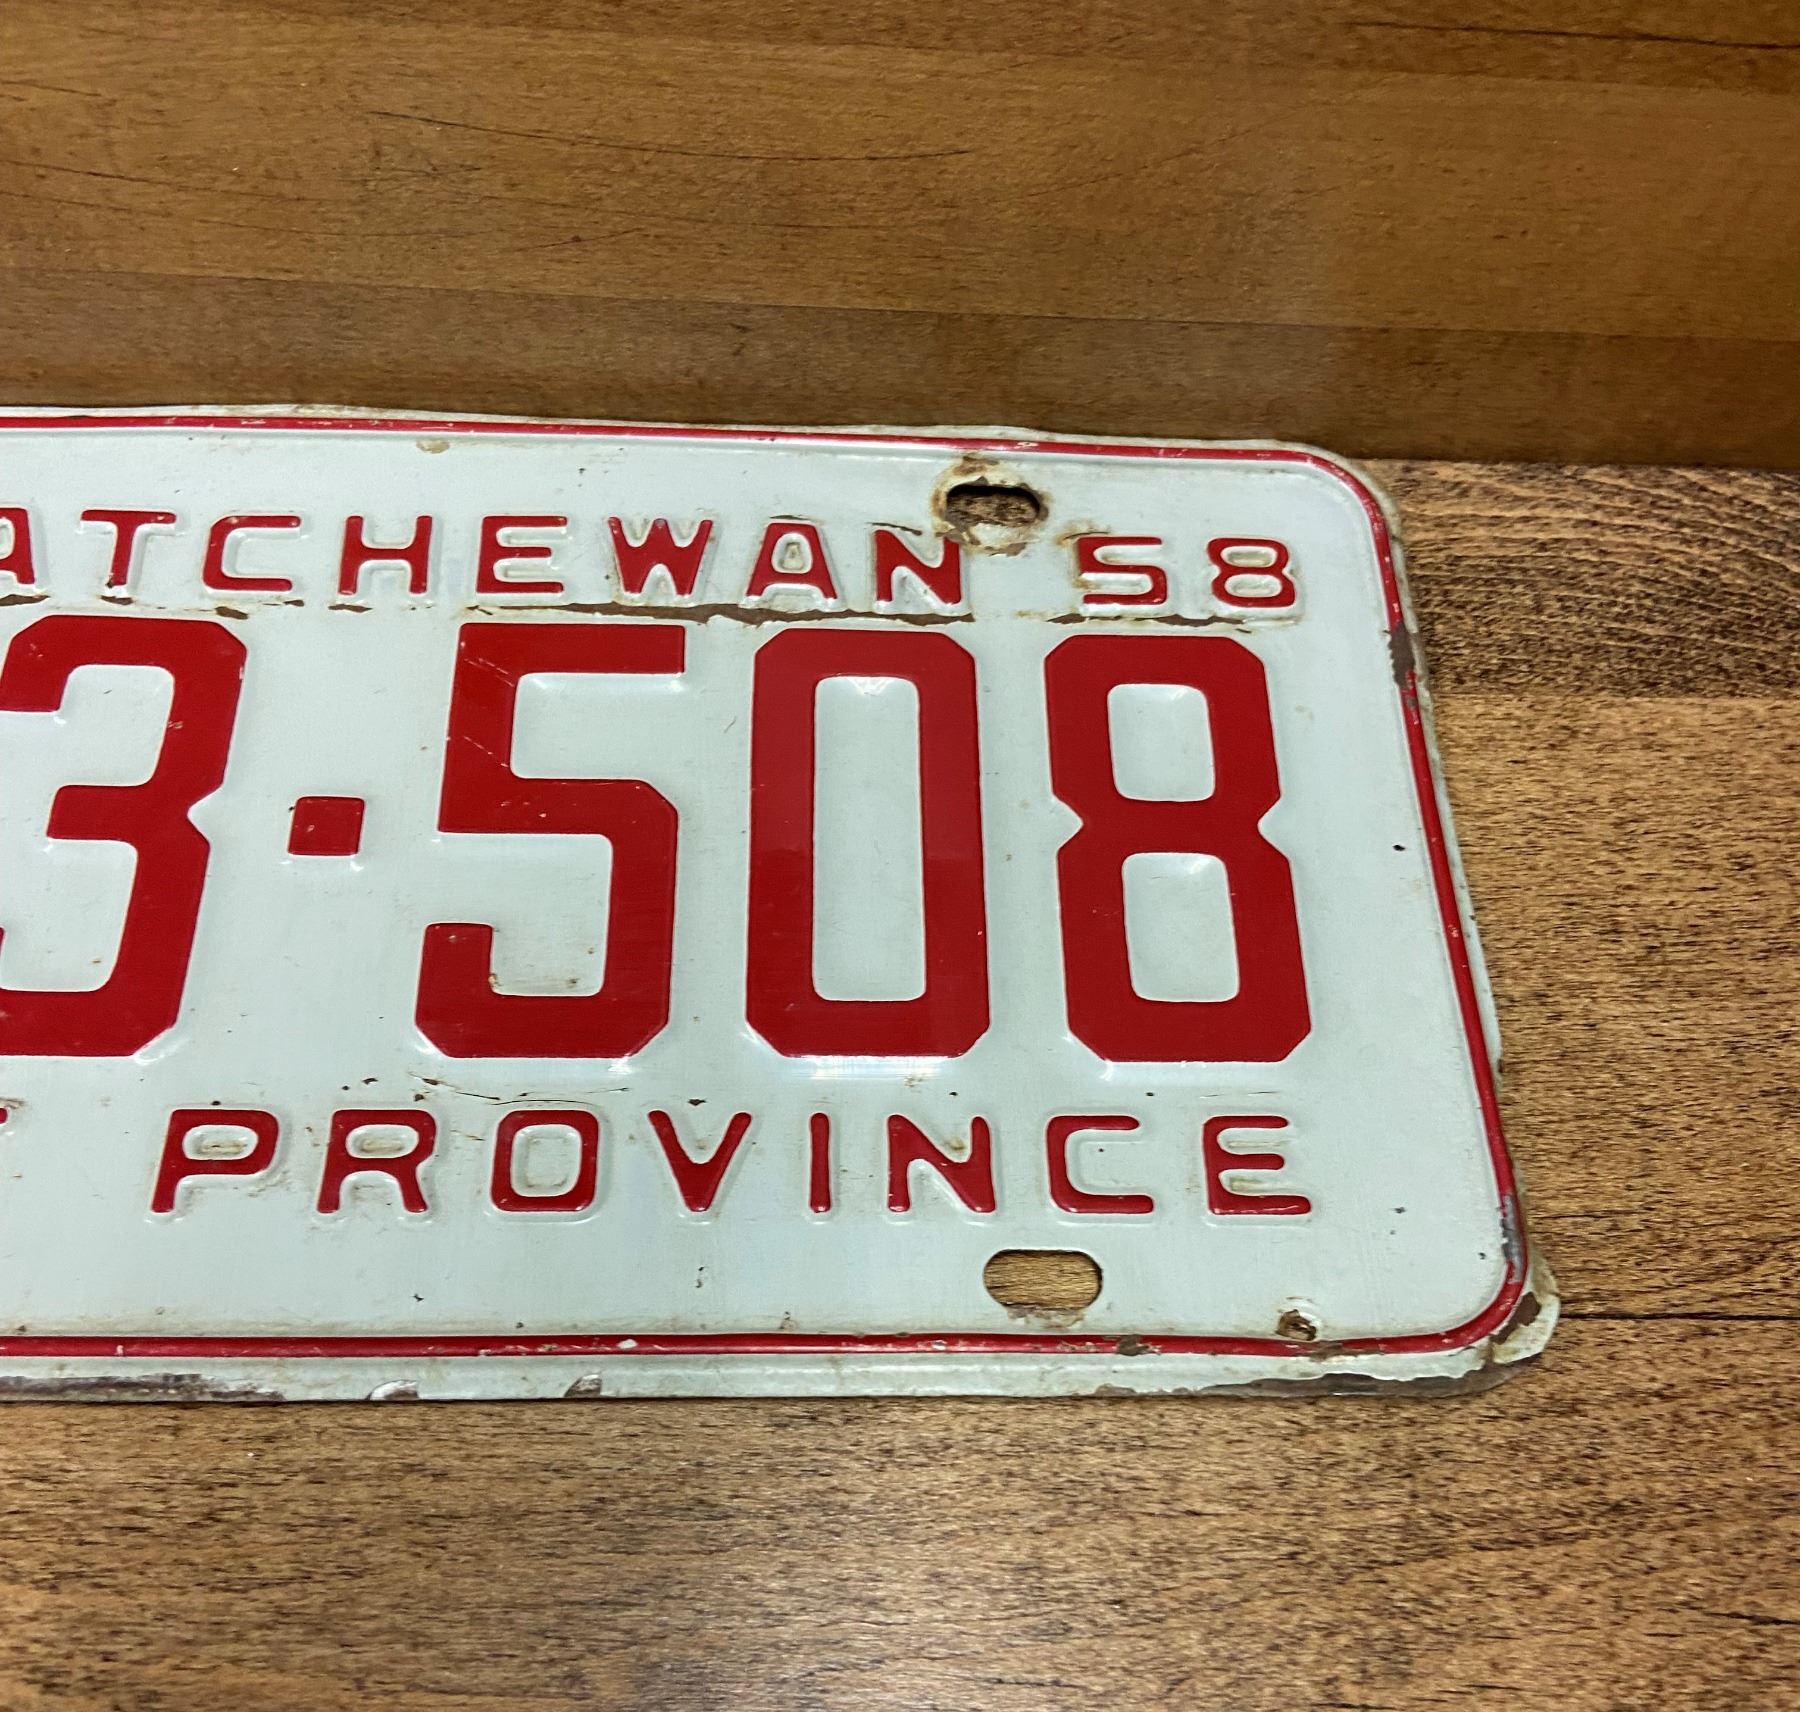 ATCHEWAN 58
3·508
T PROVINCE